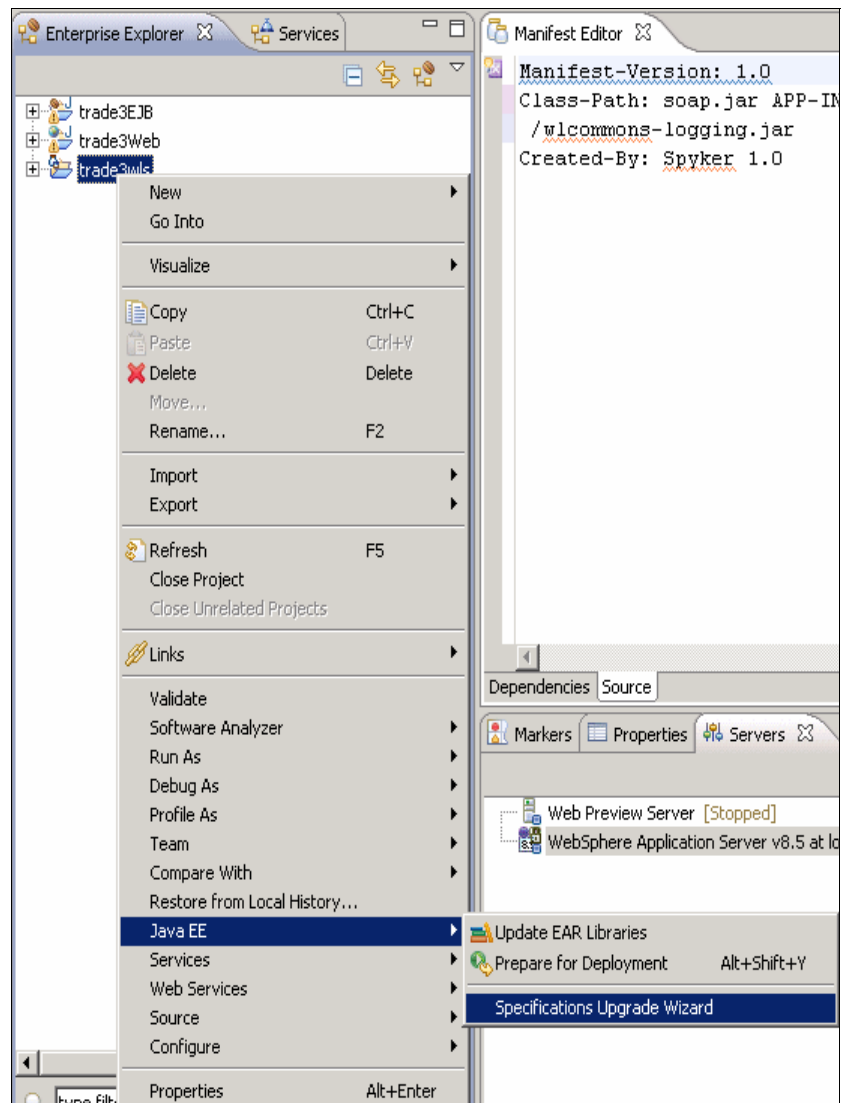 Enterprise Explorer
Services
trade3EJB
trade3Web
trade3wls
New
Go Into
Visualize
Copy Ctrl+C
Paste Ctrl+V
Delete Delete
Move...
Rename... F2
Import
Export
Refresh F5
Close Project
Close Unrelated Projects
Links
Validate
Software Analyzer
Run As
Debug As
Profile As
Team
Compare With
Restore from Local History...
Java EE
Services
Web Services
Source
Configure
Properties Alt+Enter
Update EAR Libraries
Prepare for Deployment Alt+Shift+Y
Specifications Upgrade Wizard
Manifest Editor
Manifest-Version: 1.0
Class-Path: soap.jar APP-IN
/wlcommons-logging.jar
Created-By: Spyker 1.0
Dependencies Source
Markers Properties Servers
Web Preview Server [Stopped]
WebSphere Application Server v8.5 at lo